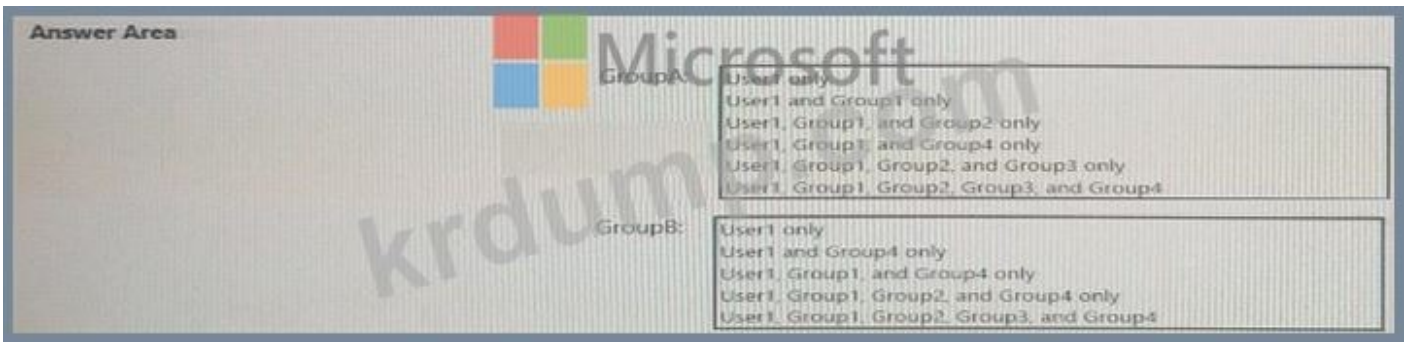 Answer Area
Microsoft
GroupA:
User1 only
User1 and Group1 only
User1, Group1, and Group2 only
User1, Group1, and Group4 only
User1, Group1, Group2, and Group3 only
User1, Group1, Group2, Group3, and Group4
GroupB:
User1 only
User1 and Group4 only
User1, Group1, and Group4 only
User1, Group1, Group2, and Group4 only
User1, Group1, Group2, Group3, and Group4
krdump.com